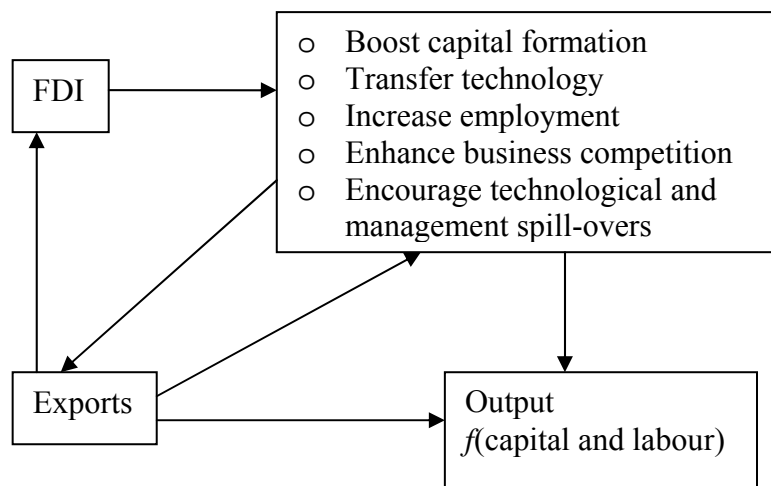 FDI
o Boost capital formation
o Transfer technology
o Increase employment
o Enhance business competition
o Encourage technological and
management spill-overs
Exports
Output
f(capital and labour)